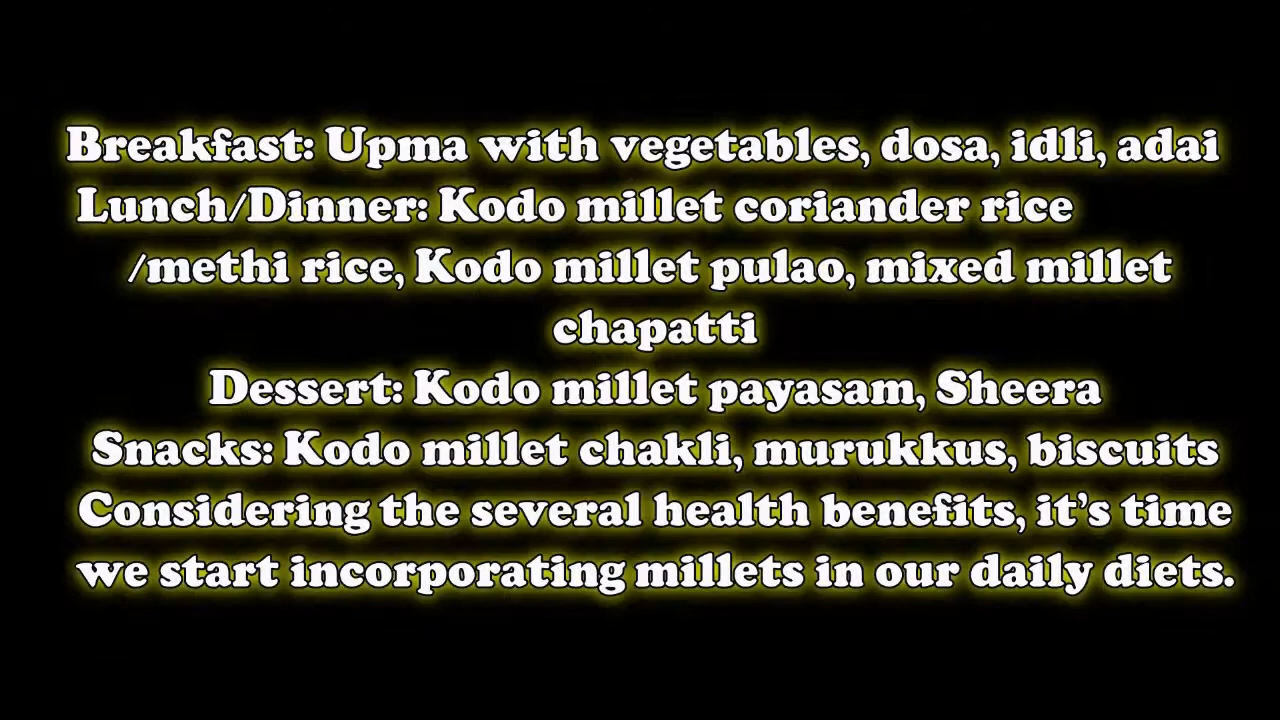 Breakfast: Upma with vegetables, dosa, idli, adai
Lunch/Dinner: Kodo millet coriander rice
/methi rice, Kodo millet pulao, mixed millet
chapatti
Dessert: Kodo millet payasam, Sheera
Snacks: Kodo millet chakli, murukkus, biscuits
Considering the several health benefits, it’s time
we start incorporating millets in our daily diets.